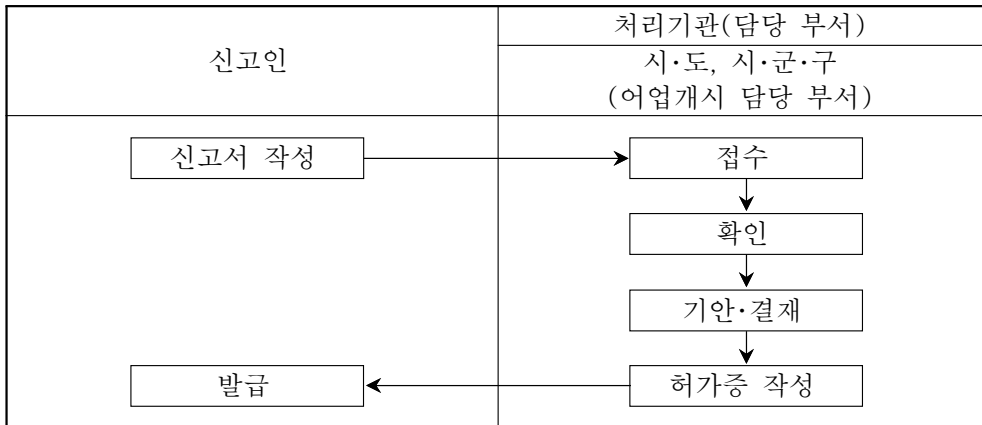 신고인
처리기관(담당 부서)
시·도, 시·군·구
(어업개시 담당 부서)
신고서 작성
접수
확인
기안·결재
발급
허가증 작성